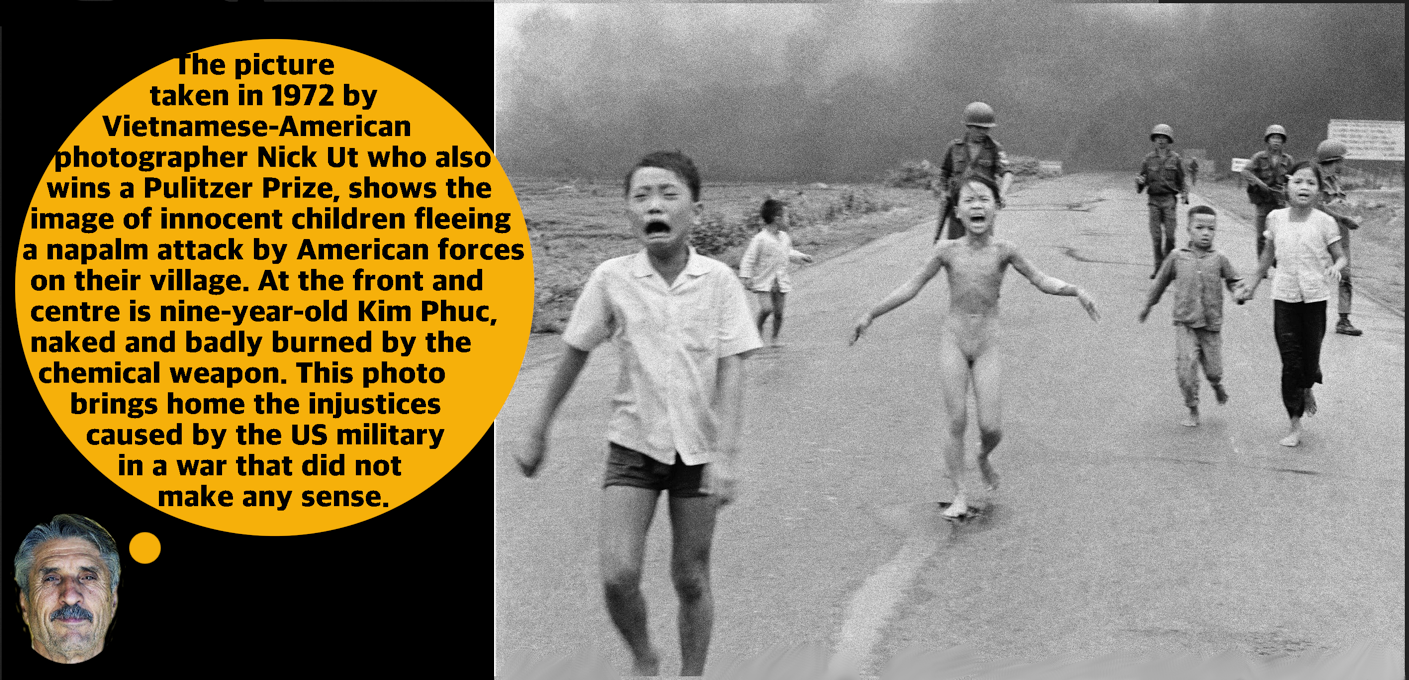 The picture
taken in 1972 by
Vietnamese-American
photographer Nick Ut who also
wins a Pulitzer Prize, shows the
image of innocent children fleeing
a napalm attack by American forces
on their village. At the front and
centre is nine-year-old Kim Phuc,
naked and badly burned by the
chemical weapon. This photo
brings home the injustices
caused by the US military
in a war that did not
make any sense.